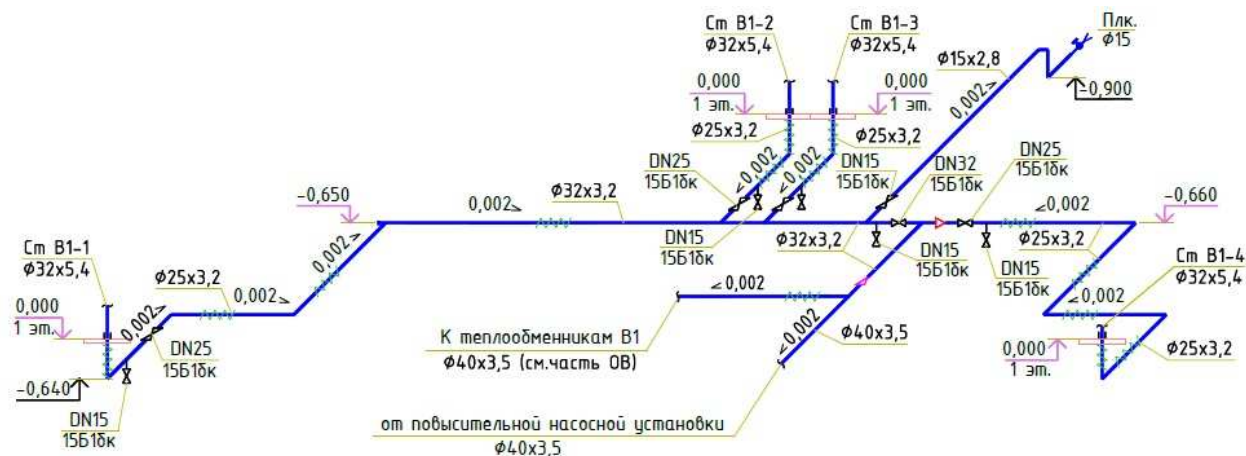 Ст В1-2
Ф32х5,4
Ст В1-3
Ф32х5,4
Плк.
Ф15
0,000
1 эт.
0,000
1 эт.
Ф15х2,8
0,002
-0,900
Ф25х3,2
Ф25х3,2
DN25
15Б1бк
0,002
0,002
DN15
15Б1бк
DN32
15Б1бк
DN25
15Б1бк
-0,650
0,002
Ф32х3,2
0,002
-0,660
Ст В1-1
Ф32х5,4
0,002
Ф25х3,2
0,002
DN15
15Б1бк
Ф32х3,2
DN15
15Б1бк
DN15
15Б1бк
Ф25х3,2
Ст В1-4
Ф32х5,4
0,000
1 эт.
0,002
DN25
15Б1бк
0,002
0,002
0,002
К теплообменникам В1
Ф40х3,5 (см.часть ОВ)
Ф40х3,5
0,000
1 эт.
Ф25х3,2
-0,640
DN15
15Б1бк
от повысительной насосной установки
Ф40х3,5